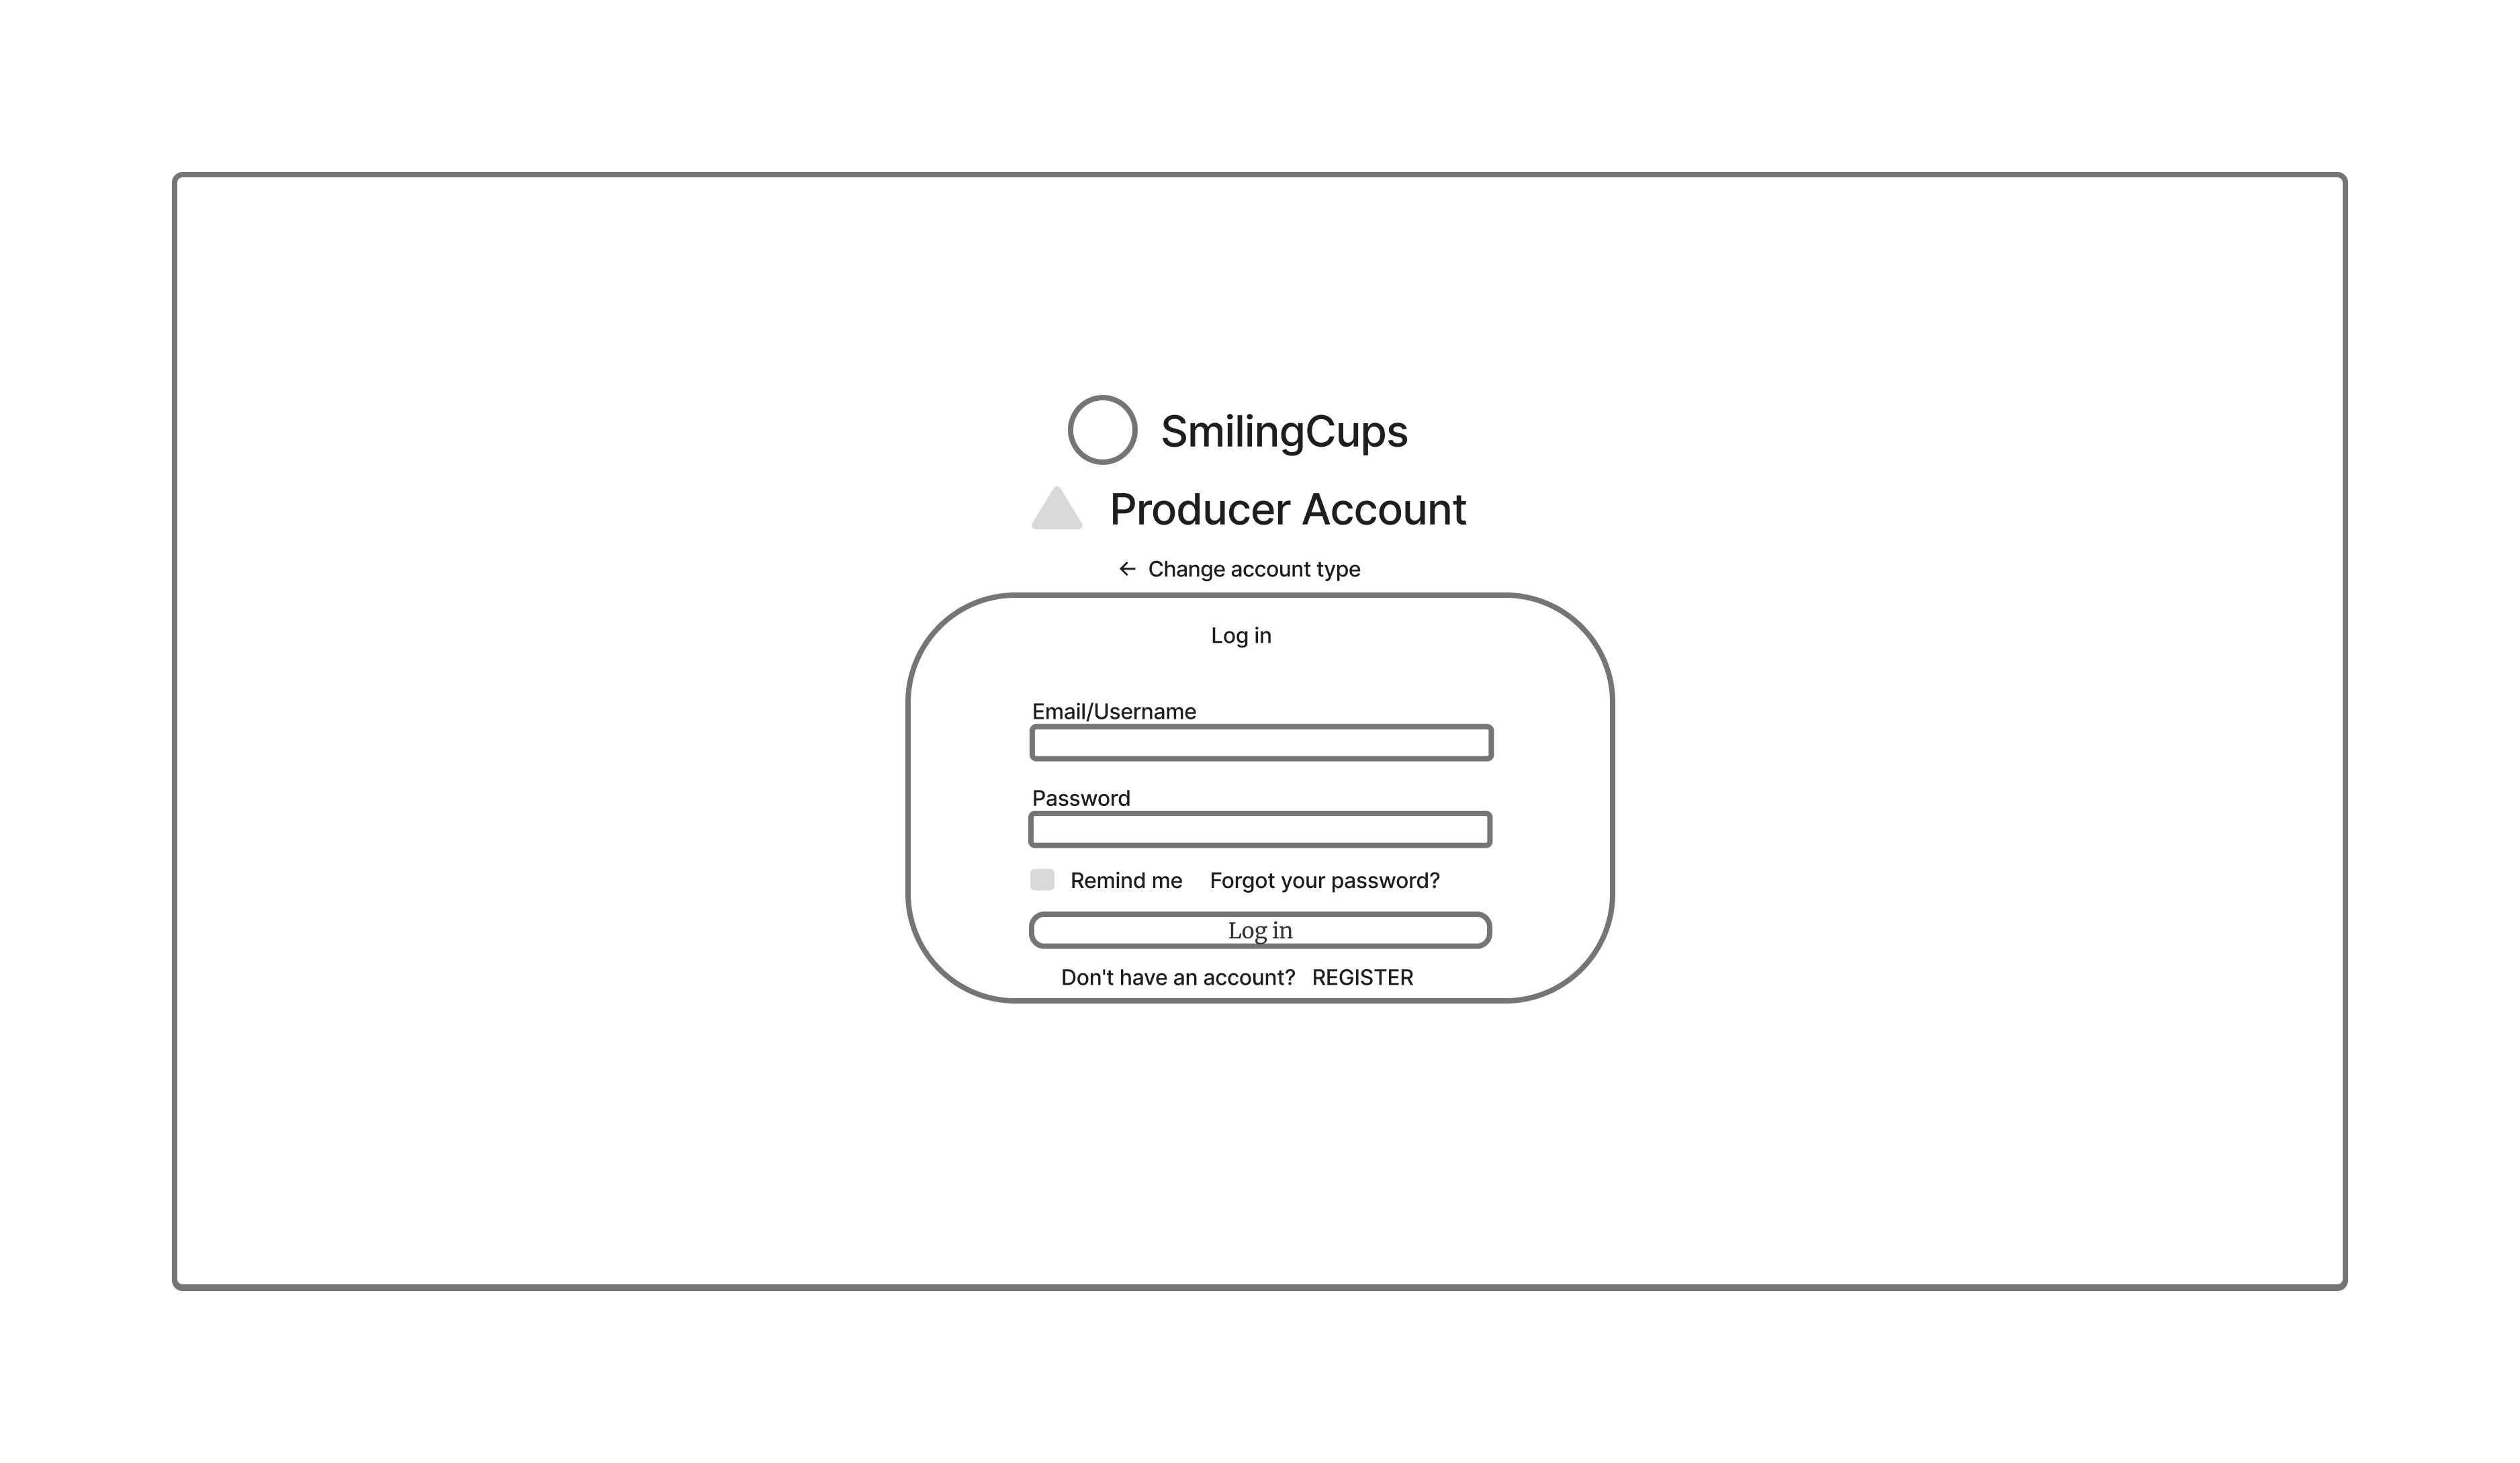 SmilingCups
Producer Account
← Change account type
Log in
Email/Username
Password
Remind me Forgot your password?
Log in
Don't have an account? REGISTER